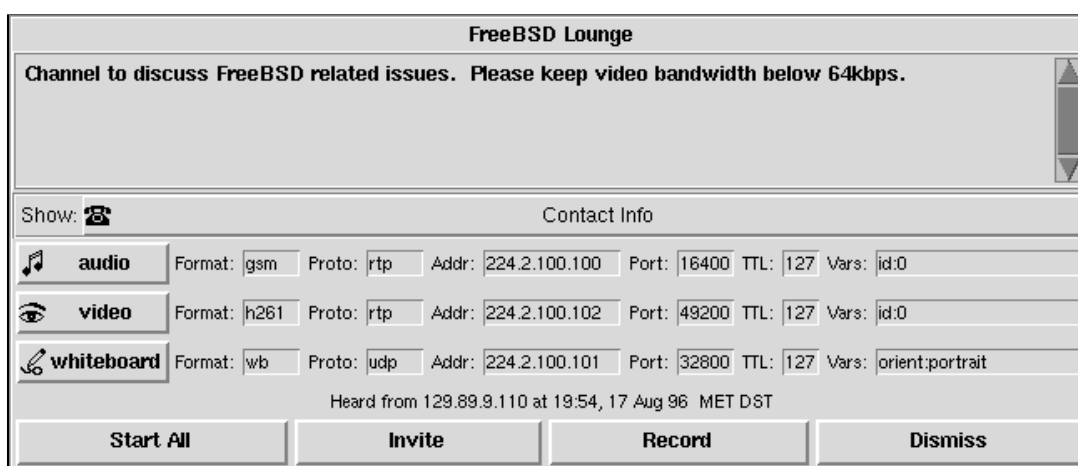 FreeBSD Lounge
Channel to discuss FreeBSD related issues.  Please keep video bandwidth below 64kbps.
Show: Contact Info
audio Format: gsm Proto: rtp Addr: 224.2.100.100 Port: 16400 TTL: 127 Vars: id:0
video Format: h261 Proto: rtp Addr: 224.2.100.102 Port: 49200 TTL: 127 Vars: id:0
whiteboard Format: wb Proto: udp Addr: 224.2.100.101 Port: 32800 TTL: 127 Vars: orient:portrait
Heard from 129.89.9.110 at 19:54, 17 Aug 96  MET DST
Start All Invite Record Dismiss